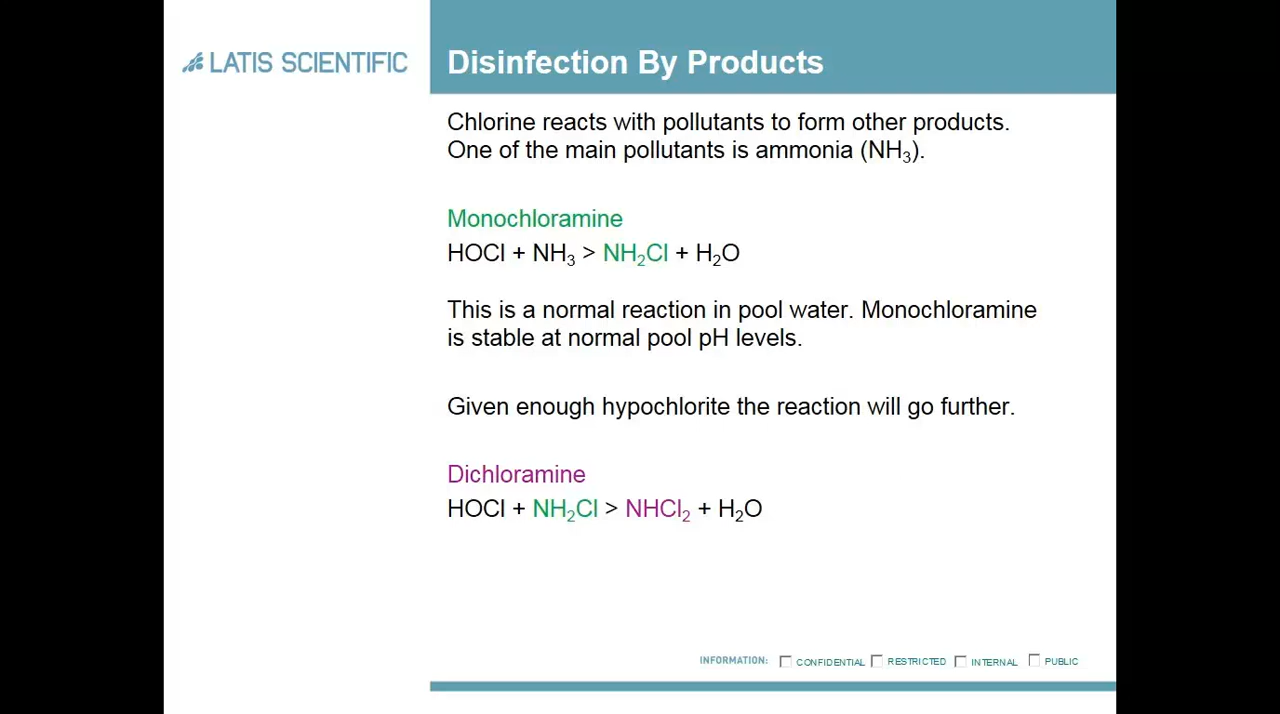 LATIS SCIENTIFIC
Disinfection By Products
Chlorine reacts with pollutants to form other products.
One of the main pollutants is ammonia (NH₃).
Monochloramine
HOCl + NH₃ > NH₂Cl + H₂O
This is a normal reaction in pool water. Monochloramine
is stable at normal pool pH levels.
Given enough hypochlorite the reaction will go further.
Dichloramine
HOCl + NH₂Cl > NHCl₂ + H₂O
INFORMATION: CONFIDENTIAL RESTRICTED INTERNAL PUBLIC